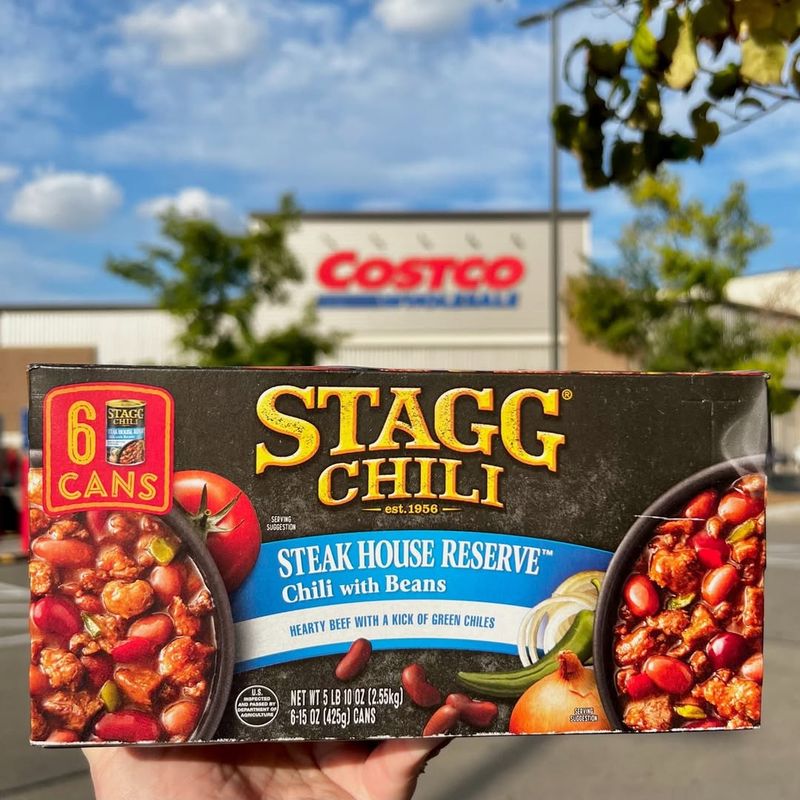 COSTCO
WHOLESALE
6
CANS
STAGG
CHILI
STAGG®
CHILI
est. 1956
SERVING
SUGGESTION
STEAK HOUSE RESERVE™
Chili with Beans
HEARTY BEEF WITH A KICK OF GREEN CHILES
U.S.
INSPECTED
AND PASSED BY
DEPARTMENT OF
AGRICULTURE
NET WT 5 LB 10 OZ (2.55kg)
6-15 OZ (425g) CANS
SERVING
SUGGESTION